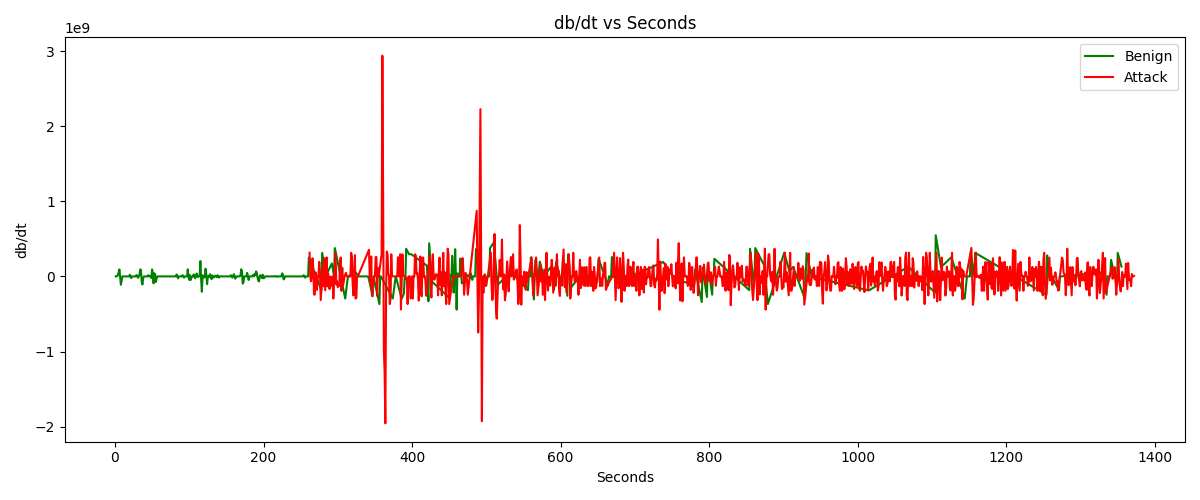 db/dt vs Seconds
1e9
Benign
Attack
3
2
1
0
−1
−2
db/dt
0 200 400 600 800 1000 1200 1400
Seconds